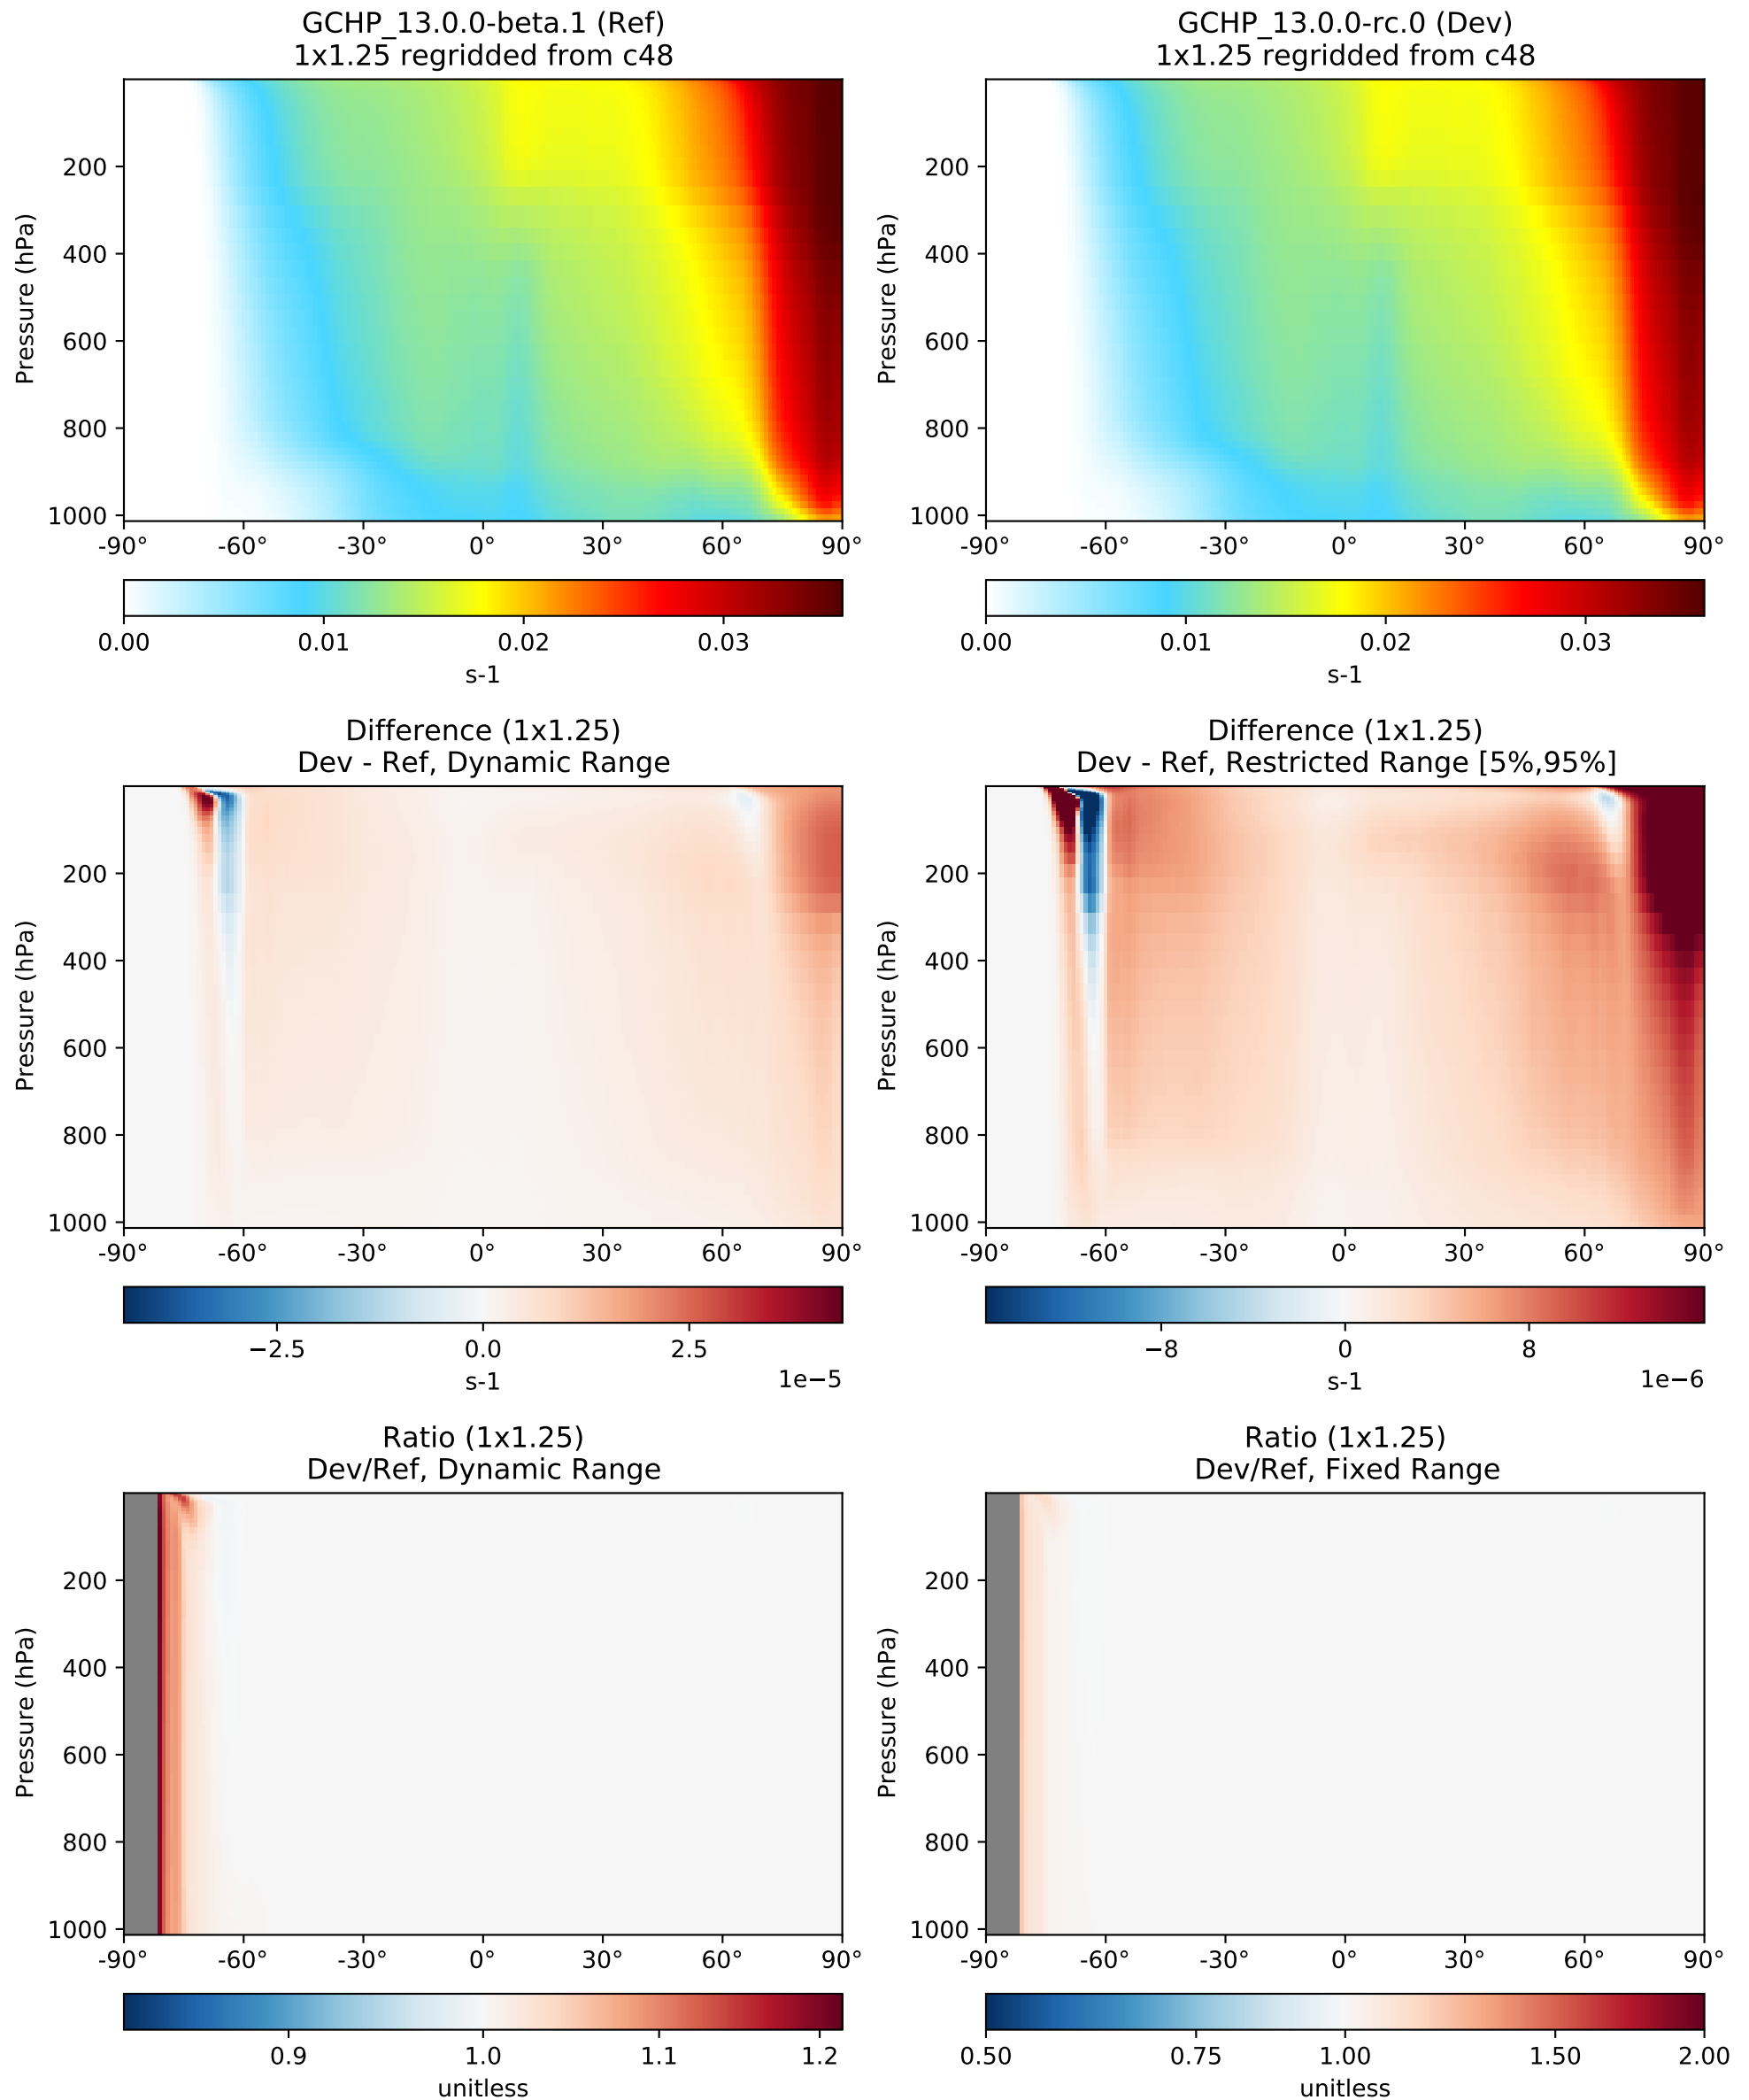 GCHP_13.0.0-beta.1 (Ref)
1x1.25 regridded from c48
Pressure (hPa)
200
400
600
800
1000
-90° -60° -30° 0° 30° 60° 90°
0.00 0.01 0.02 0.03
s-1
GCHP_13.0.0-rc.0 (Dev)
1x1.25 regridded from c48
Pressure (hPa)
200
400
600
800
1000
-90° -60° -30° 0° 30° 60° 90°
0.00 0.01 0.02 0.03
s-1
Difference (1x1.25)
Dev - Ref, Dynamic Range
Pressure (hPa)
200
400
600
800
1000
-90° -60° -30° 0° 30° 60° 90°
−2.5 0.0 2.5
s-1 1e−5
Difference (1x1.25)
Dev - Ref, Restricted Range [5%,95%]
Pressure (hPa)
200
400
600
800
1000
-90° -60° -30° 0° 30° 60° 90°
−8 0 8
s-1 1e−6
Ratio (1x1.25)
Dev/Ref, Dynamic Range
Pressure (hPa)
200
400
600
800
1000
-90° -60° -30° 0° 30° 60° 90°
0.9 1.0 1.1 1.2
unitless
Ratio (1x1.25)
Dev/Ref, Fixed Range
Pressure (hPa)
200
400
600
800
1000
-90° -60° -30° 0° 30° 60° 90°
0.50 0.75 1.00 1.50 2.00
unitless